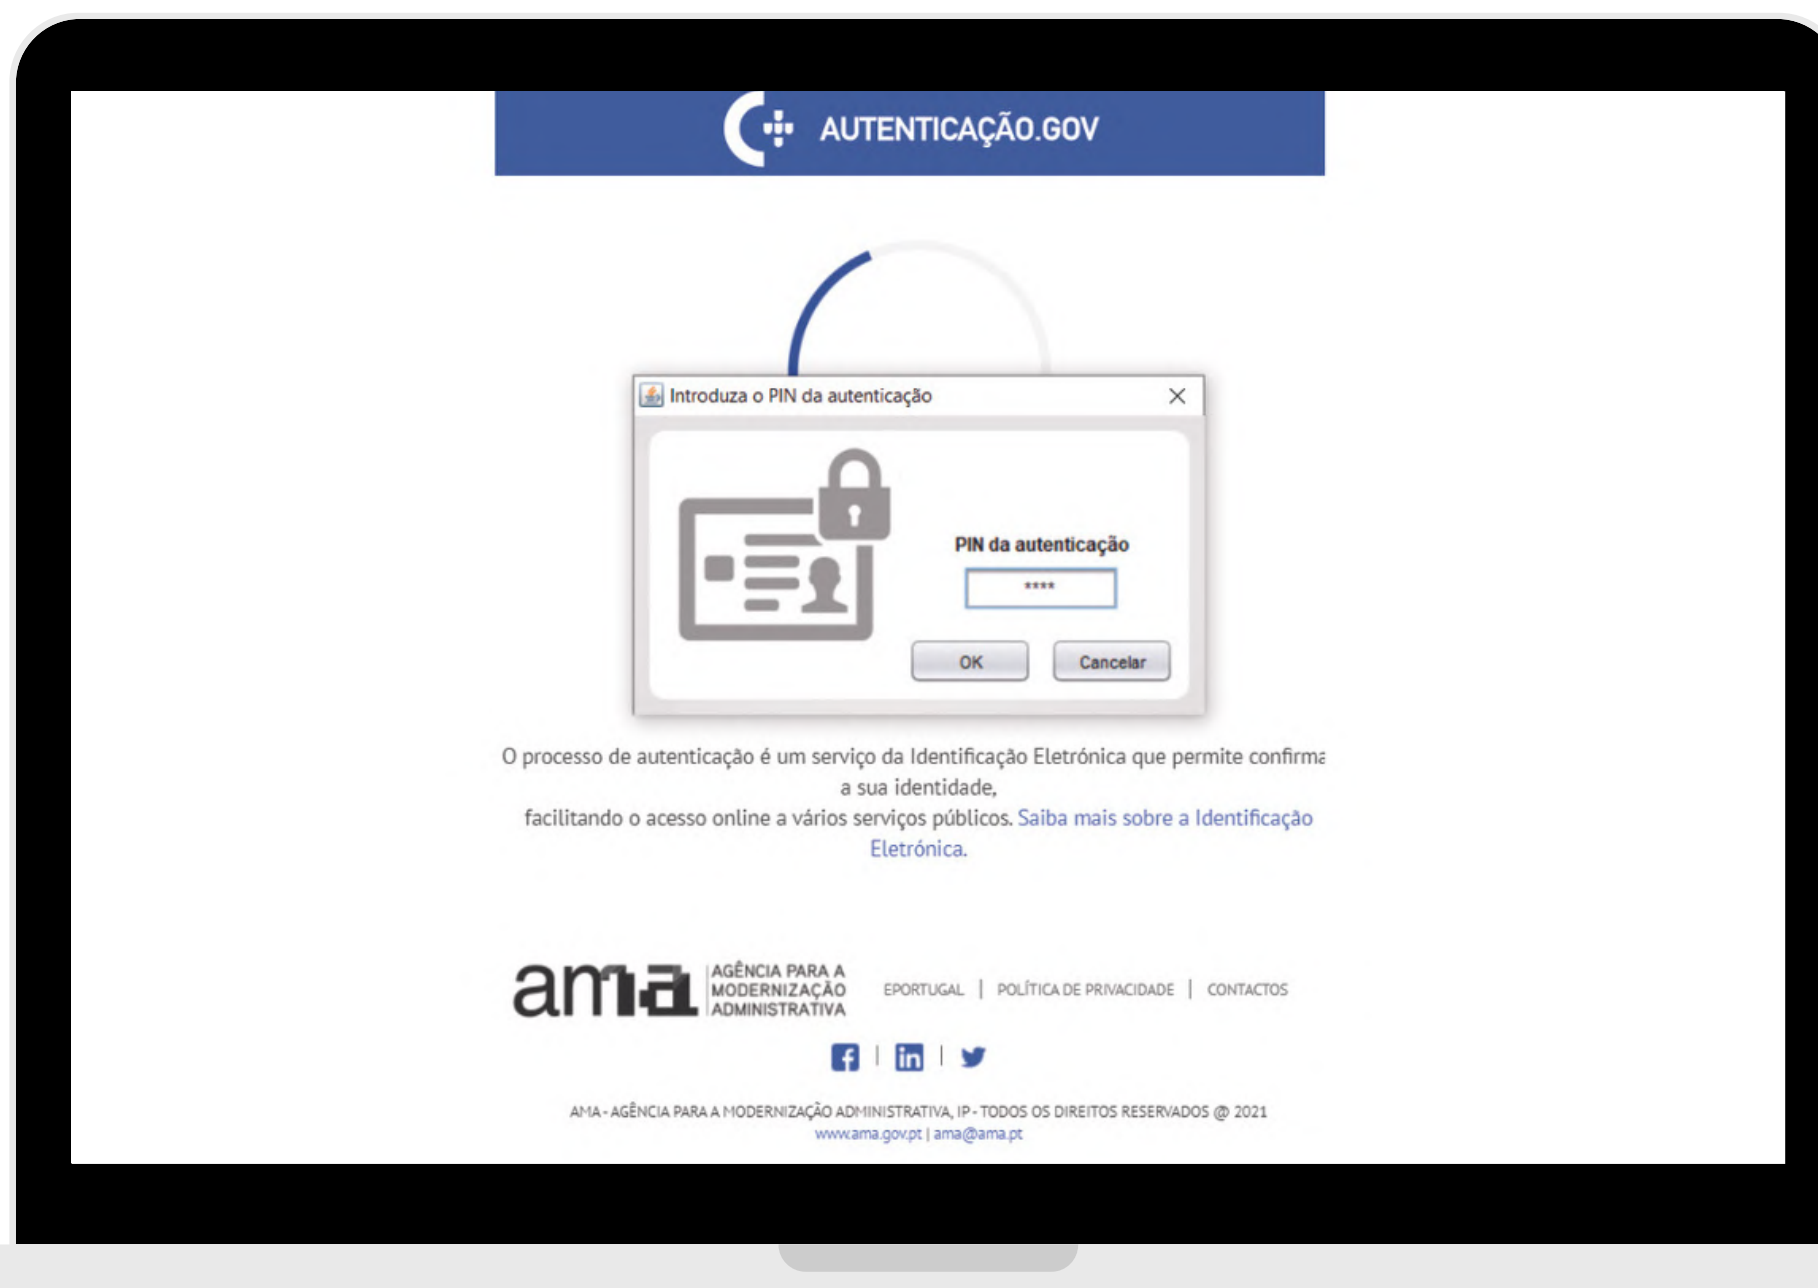 AUTENTICAÇÃO.GOV
Introduza o PIN da autenticação
PIN da autenticação
****
OK Cancelar
O processo de autenticação é um serviço da Identificação Eletrónica que permite confirma
a sua identidade,
facilitando o acesso online a vários serviços públicos. Saiba mais sobre a Identificação
Eletrónica.
ama AGÊNCIA PARA A
MODERNIZAÇÃO
ADMINISTRATIVA
EPORTUGAL | POLÍTICA DE PRIVACIDADE | CONTACTOS
AMA - AGÊNCIA PARA A MODERNIZAÇÃO ADMINISTRATIVA, IP - TODOS OS DIREITOS RESERVADOS @ 2021
www.ama.gov.pt | ama@ama.pt